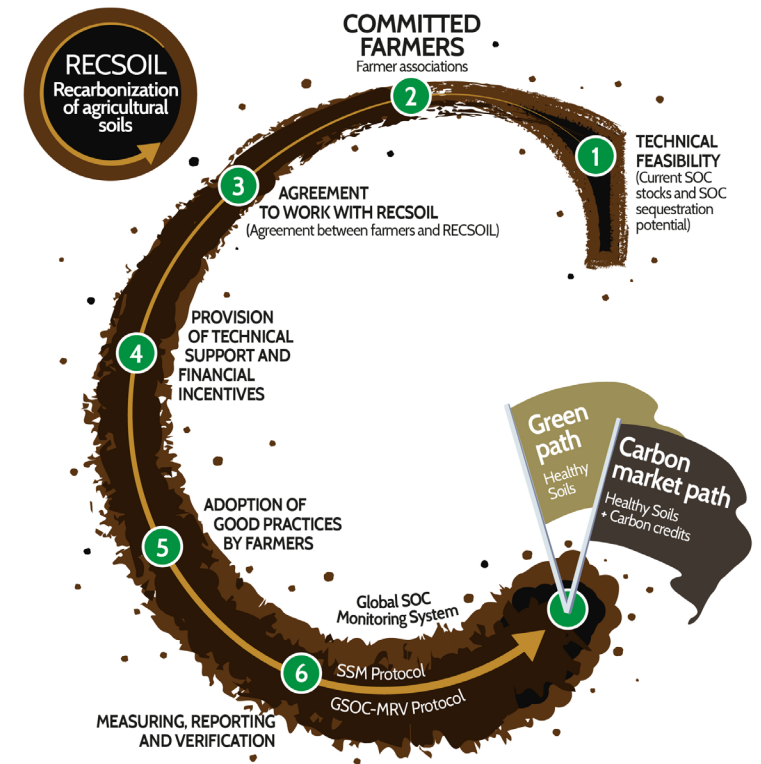 RECSOIL
Recarbonization
of agricultural
soils
COMMITTED
FARMERS
Farmer associations
2
1
TECHNICAL
FEASIBILITY
(Current SOC
stocks and SOC
sequestration
potential)
3
AGREEMENT
TO WORK WITH RECSOIL
(Agreement between farmers and RECSOIL)
4
PROVISION
OF TECHNICAL
SUPPORT AND
FINANCIAL
INCENTIVES
5
ADOPTION OF
GOOD PRACTICES
BY FARMERS
6
MEASURING, REPORTING
AND VERIFICATION
Global SOC
Monitoring System
SSM Protocol
GSOC-MRV Protocol
Green
path
Healthy
Soils
Carbon
market path
Healthy Soils
+ Carbon credits